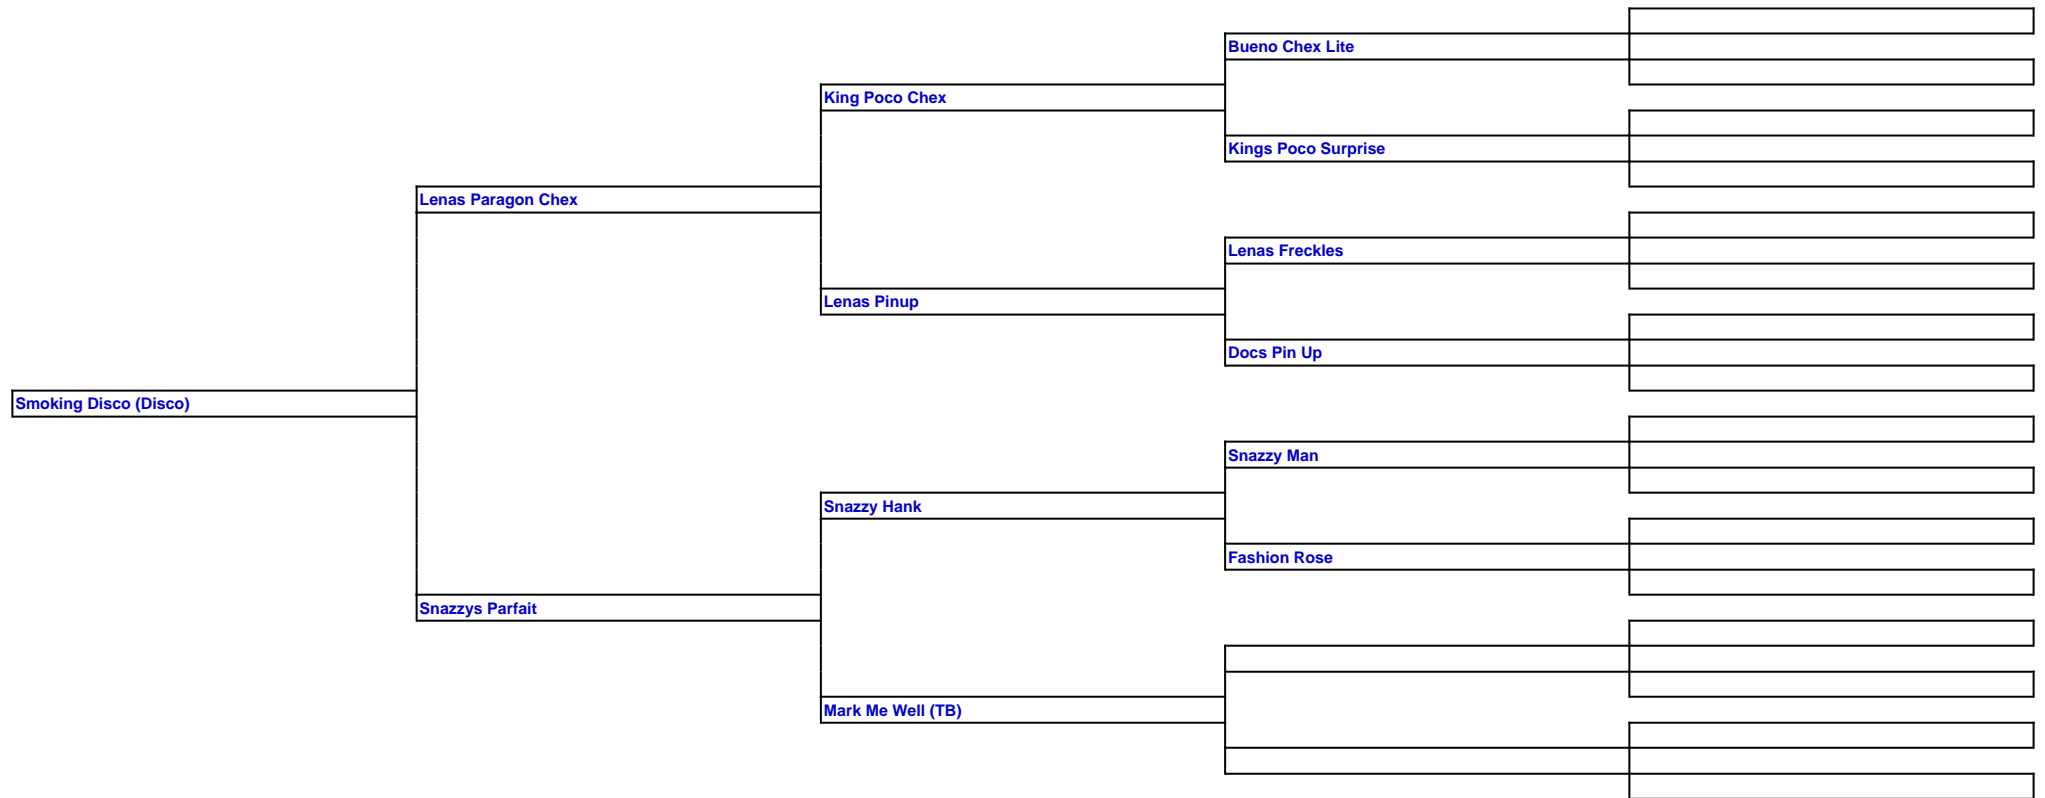 Bueno Chex Lite
King Poco Chex
Kings Poco Surprise
Lenas Paragon Chex
Lenas Freckles
Lenas Pinup
Docs Pin Up
Smoking Disco (Disco)
Snazzy Man
Snazzy Hank
Fashion Rose
Snazzys Parfait
Mark Me Well (TB)